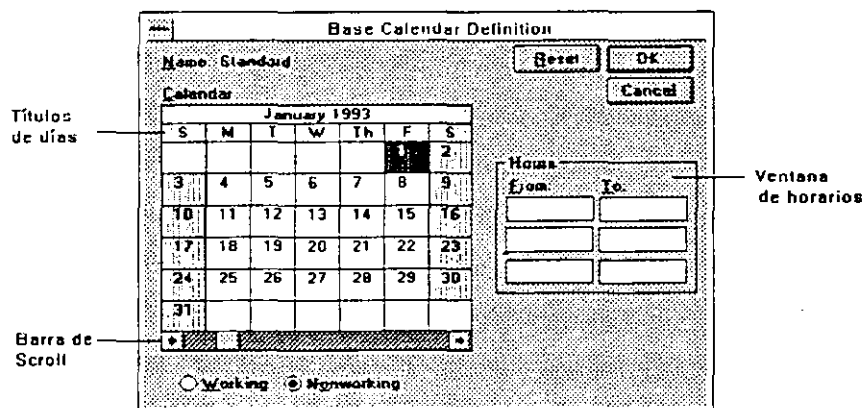 Base Calendar Definition
Name: Standard
Reset
OK
Cancel
Calendar
January 1993
S M T W Th F S
1 2
3 4 5 6 7 8 9
10 11 12 13 14 15 16
17 18 19 20 21 22 23
24 25 26 27 28 29 30
31
Hours
From: To:
Working Nonworking
Títulos
de días
Ventana
de horarios
Barra de
Scroll